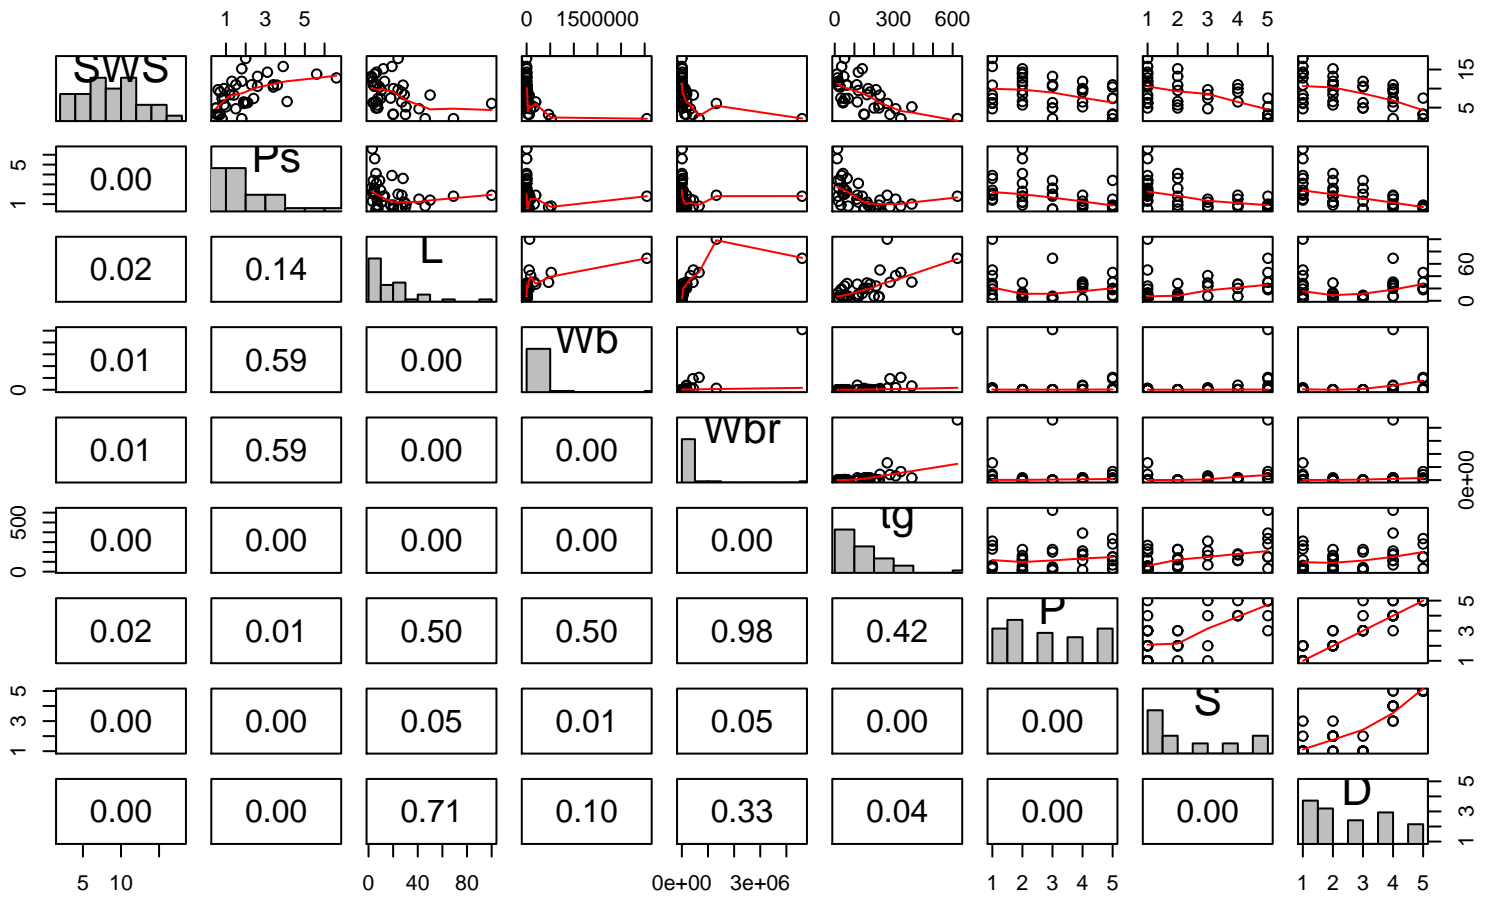 1 3 5 0 1500000 0 300 600 1 2 3 4 5
SWS 5 15
1 5 0.00 Ps
0.02 0.14 L 0 60
0 0.01 0.59 0.00 Wb
0.01 0.59 0.00 0.00 Wbr 0e+00
0 500 0.00 0.00 0.00 0.00 0.00 tg
0.02 0.01 0.50 0.50 0.98 0.42 P 1 3 5
1 3 5 0.00 0.00 0.05 0.01 0.05 0.00 0.00 S
0.00 0.00 0.71 0.10 0.33 0.04 0.00 0.00 D 1 3 5
5 10 0 40 80 0e+00 3e+06 1 2 3 4 5 1 2 3 4 5